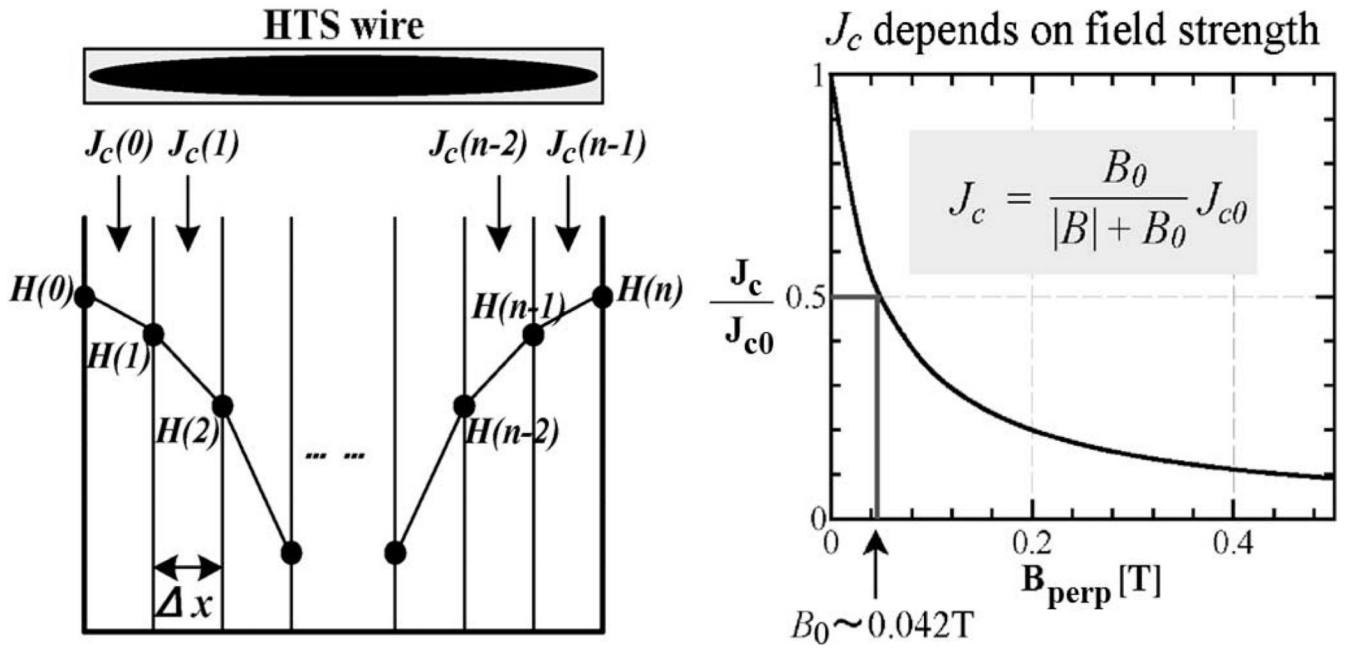 HTS wire
J_c(0) J_c(1) J_c(n-2) J_c(n-1)
H(0)
H(1)
H(2)
... ...
H(n-2)
H(n-1)
H(n)
Δx
J_c depends on field strength
J_c = B_0 / (|B| + B_0) J_c0
J_c / J_c0
1
0.5
0
0 0.2 0.4
B_perp [T]
B_0 ~ 0.042T